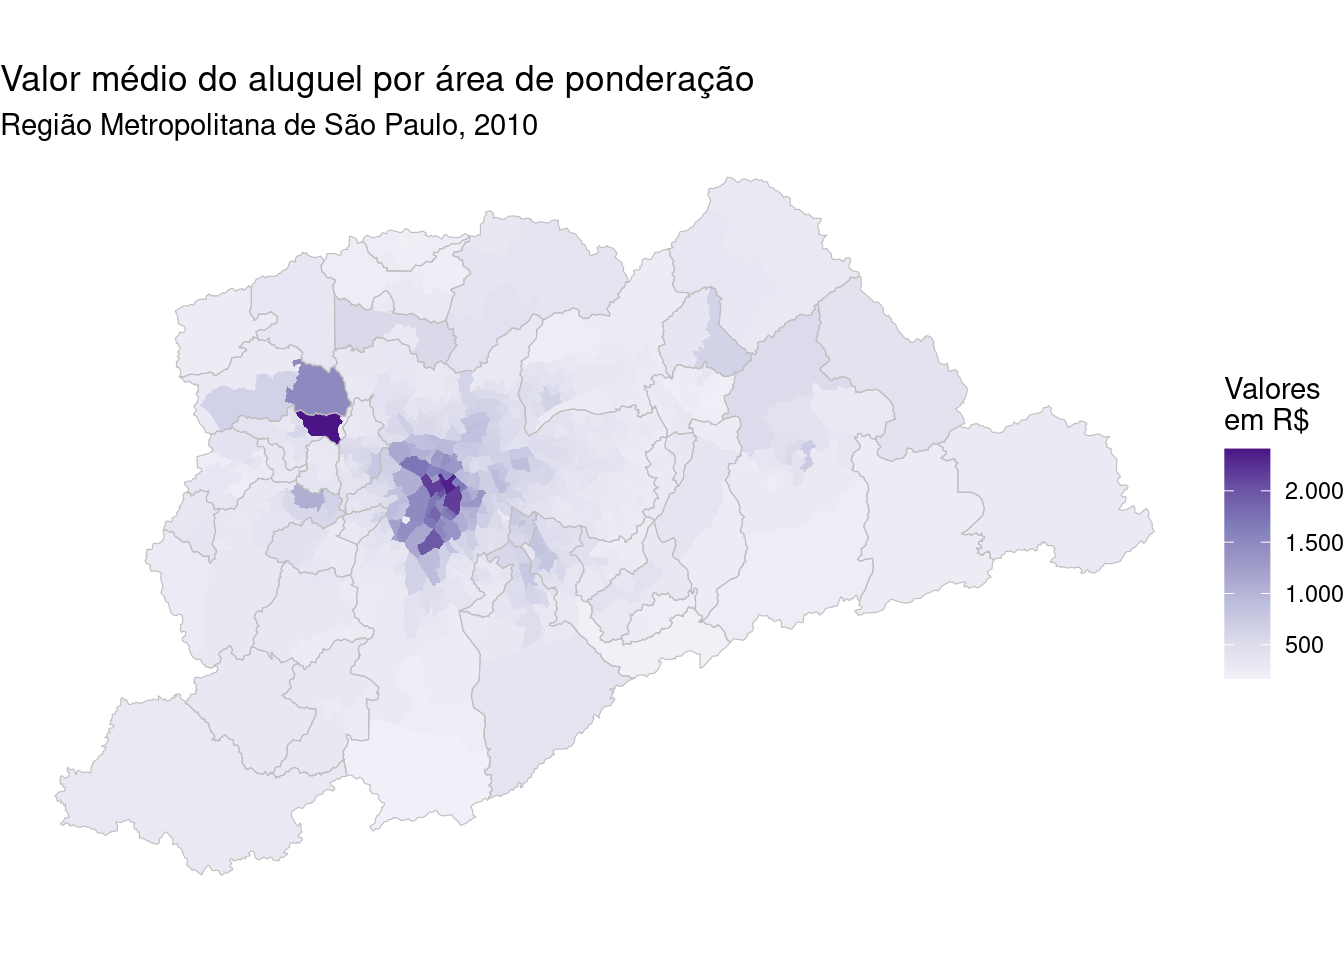 Valor médio do aluguel por área de ponderação
Região Metropolitana de São Paulo, 2010
Valores
em R$
2.000
1.500
1.000
500